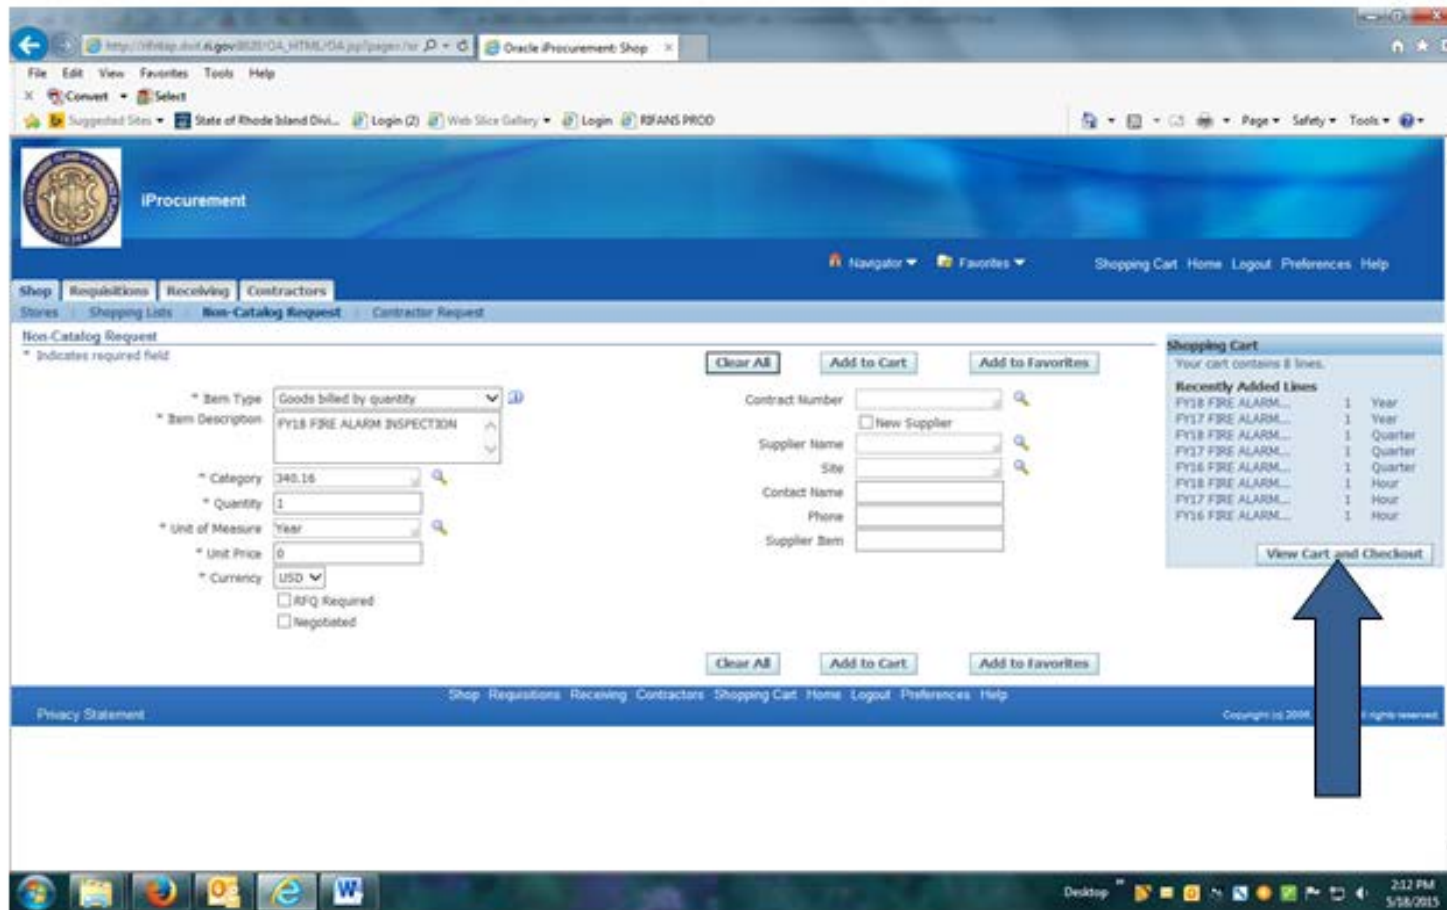 Oracle iProcurement: Shop
File Edit View Favorites Tools Help
Convert Select
Suggested Sites State of Rhode Island Divi... Login (2) Web Slice Gallery Login RIFANS PROD
Page Safety Tools
iProcurement
Navigator Favorites Shopping Cart Home Logout Preferences Help
Shop Requisitions Receiving Contractors
Stores Shopping Lists Non-Catalog Request Contractor Request
Non-Catalog Request
* Indicates required field
Clear All Add to Cart Add to Favorites
* Item Type Goods billed by quantity
* Item Description FY18 FIRE ALARM INSPECTION
* Category 340.16
* Quantity 1
* Unit of Measure Year
* Unit Price 0
* Currency USD
RFQ Required
Negotiated
Contract Number
New Supplier
Supplier Name
Site
Contact Name
Phone
Supplier Item
Shopping Cart
Your cart contains 8 lines.
Recently Added Lines
FY18 FIRE ALARM... 1 Year
FY17 FIRE ALARM... 1 Year
FY18 FIRE ALARM... 1 Quarter
FY17 FIRE ALARM... 1 Quarter
FY16 FIRE ALARM... 1 Quarter
FY18 FIRE ALARM... 1 Hour
FY17 FIRE ALARM... 1 Hour
FY16 FIRE ALARM... 1 Hour
View Cart and Checkout
Clear All Add to Cart Add to Favorites
Shop Requisitions Receiving Contractors Shopping Cart Home Logout Preferences Help
Privacy Statement
Copyright (c) rights reserved.
Desktop
2:12 PM
5/18/2015